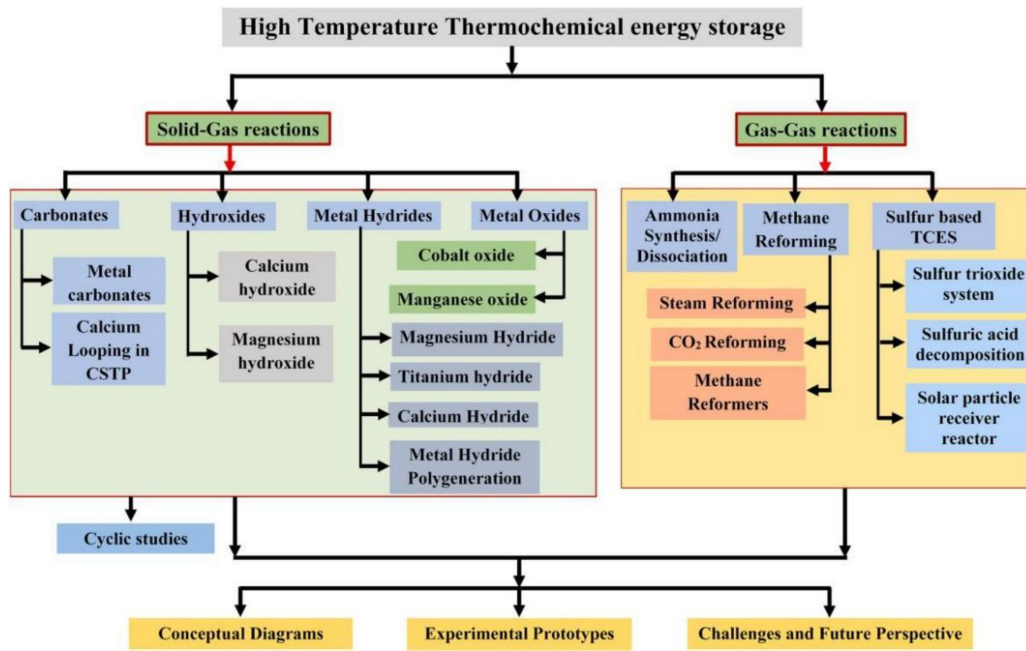 High Temperature Thermochemical energy storage
Solid-Gas reactions
Gas-Gas reactions
Carbonates
Hydroxides
Metal Hydrides
Metal Oxides
Metal
carbonates
Calcium
Looping in
CSTP
Calcium
hydroxide
Magnesium
hydroxide
Cobalt oxide
Manganese oxide
Magnesium Hydride
Titanium hydride
Calcium Hydride
Metal Hydride
Polygeneration
Ammonia
Synthesis/
Dissociation
Methane
Reforming
Sulfur based
TCES
Steam Reforming
CO₂ Reforming
Methane
Reformers
Sulfur trioxide
system
Sulfuric acid
decomposition
Solar particle
receiver
reactor
Cyclic studies
Conceptual Diagrams
Experimental Prototypes
Challenges and Future Perspective